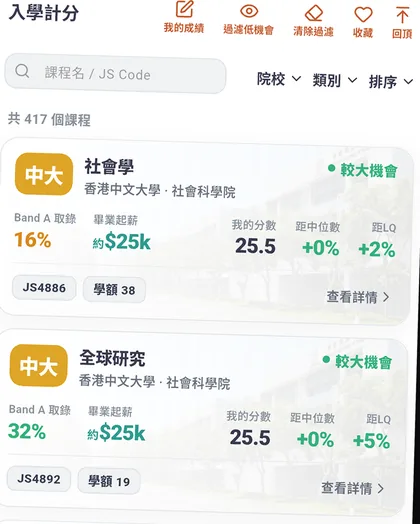 入學計分
我的成績
過濾低機會
清除過濾
收藏
回頂
課程名 / JS Code
院校
類別
排序
共 417 個課程
中大
社會學
較大機會
香港中文大學 · 社會科學院
Band A 取錄
畢業起薪
我的分數
距中位數
距LQ
16%
約$25k
25.5
+0%
+2%
JS4886
學額 38
查看詳情
中大
全球研究
較大機會
香港中文大學 · 社會科學院
Band A 取錄
畢業起薪
我的分數
距中位數
距LQ
32%
約$25k
25.5
+0%
+5%
JS4892
學額 19
查看詳情